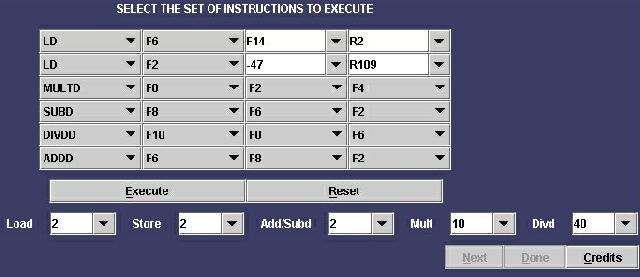 SELECT THE SET OF INSTRUCTIONS TO EXECUTE
LD F6 F14 R2
LD F2 -47 R109
MULTD F0 F2 F4
SUBD F8 F6 F2
DIVDD F10 F0 F6
ADDD F6 F8 F2
Execute Reset
Load 2 Store 2 Add/Subd 2 Mult 10 Divd 40
Next Done Credits